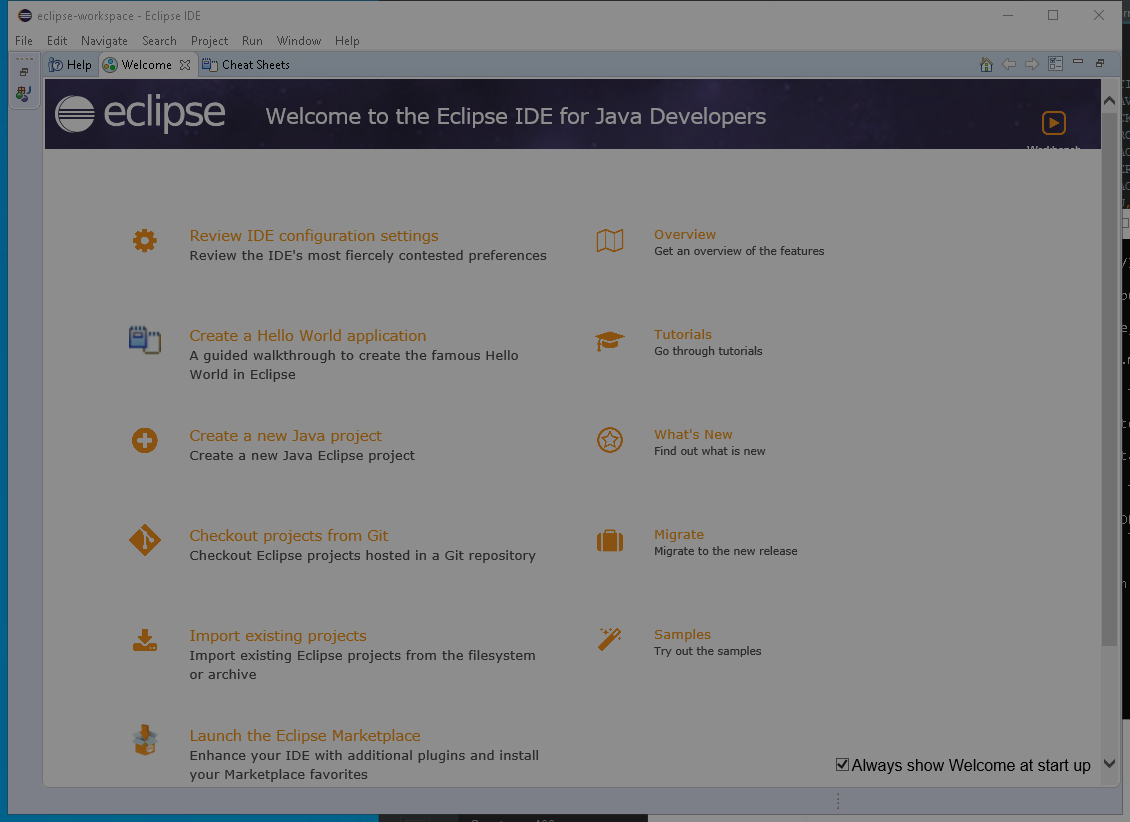 eclipse-workspace - Eclipse IDE
File Edit Navigate Search Project Run Window Help
Help Welcome Cheat Sheets
eclipse Welcome to the Eclipse IDE for Java Developers
Workbench
Review IDE configuration settings
Review the IDE's most fiercely contested preferences
Overview
Get an overview of the features
Create a Hello World application
A guided walkthrough to create the famous Hello
World in Eclipse
Tutorials
Go through tutorials
Create a new Java project
Create a new Java Eclipse project
What's New
Find out what is new
Checkout projects from Git
Checkout Eclipse projects hosted in a Git repository
Migrate
Migrate to the new release
Import existing projects
Import existing Eclipse projects from the filesystem
or archive
Samples
Try out the samples
Launch the Eclipse Marketplace
Enhance your IDE with additional plugins and install
your Marketplace favorites
Always show Welcome at start up